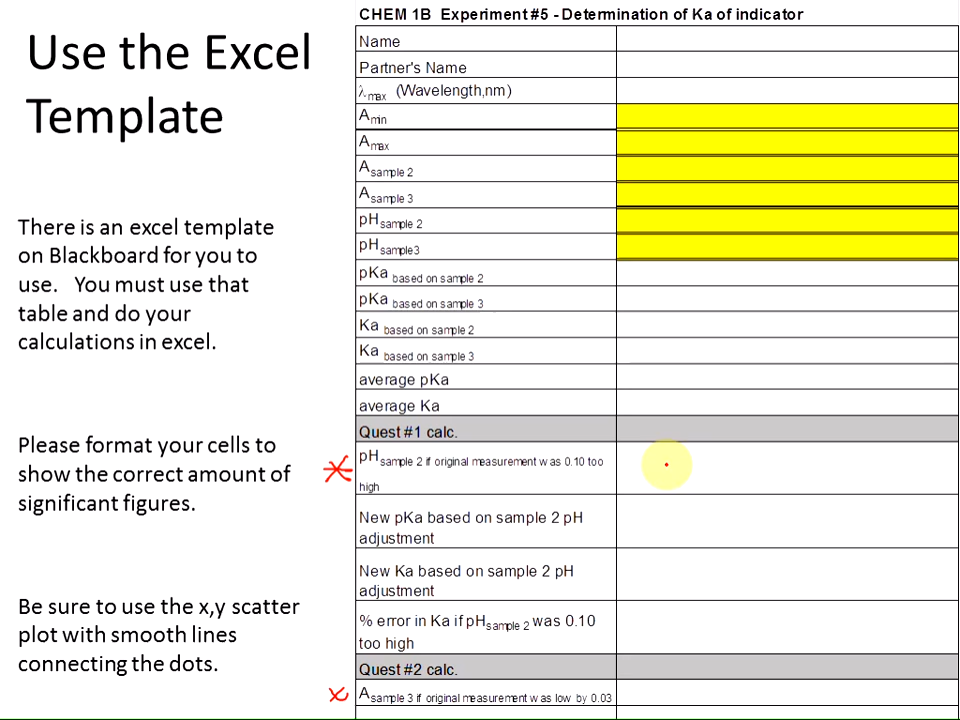 Use the Excel
Template
There is an excel template
on Blackboard for you to
use. You must use that
table and do your
calculations in excel.
Please format your cells to
show the correct amount of
significant figures.
Be sure to use the x,y scatter
plot with smooth lines
connecting the dots.
CHEM 1B Experiment #5 - Determination of Ka of indicator
Name
Partner's Name
λmax (Wavelength,nm)
Amin
Amax
Asample 2
Asample 3
pHsample 2
pHsample3
pKa based on sample 2
pKa based on sample 3
Ka based on sample 2
Ka based on sample 3
average pKa
average Ka
Quest #1 calc.
pHsample 2 if original measurement was 0.10 too
high
New pKa based on sample 2 pH
adjustment
New Ka based on sample 2 pH
adjustment
% error in Ka if pHsample 2 was 0.10
too high
Quest #2 calc.
Asample 3 if original measurement was low by 0.03